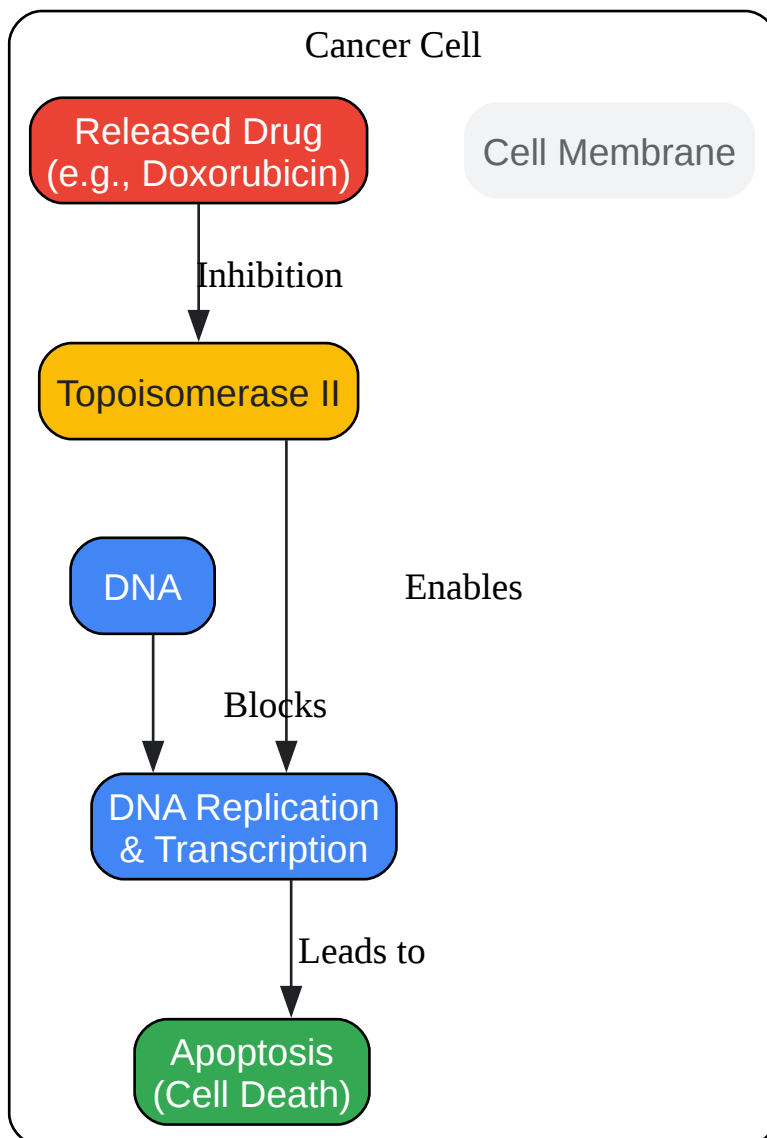 Cancer Cell
Released Drug
(e.g., Doxorubicin)
Cell Membrane
Inhibition
Topoisomerase II
DNA
Enables
Blocks
DNA Replication
& Transcription
Leads to
Apoptosis
(Cell Death)